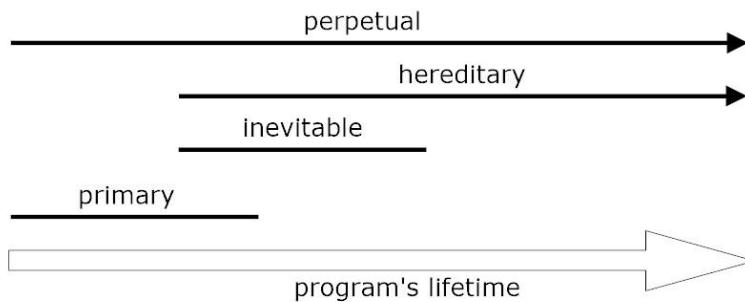 perpetual
hereditary
inevitable
primary
program's lifetime